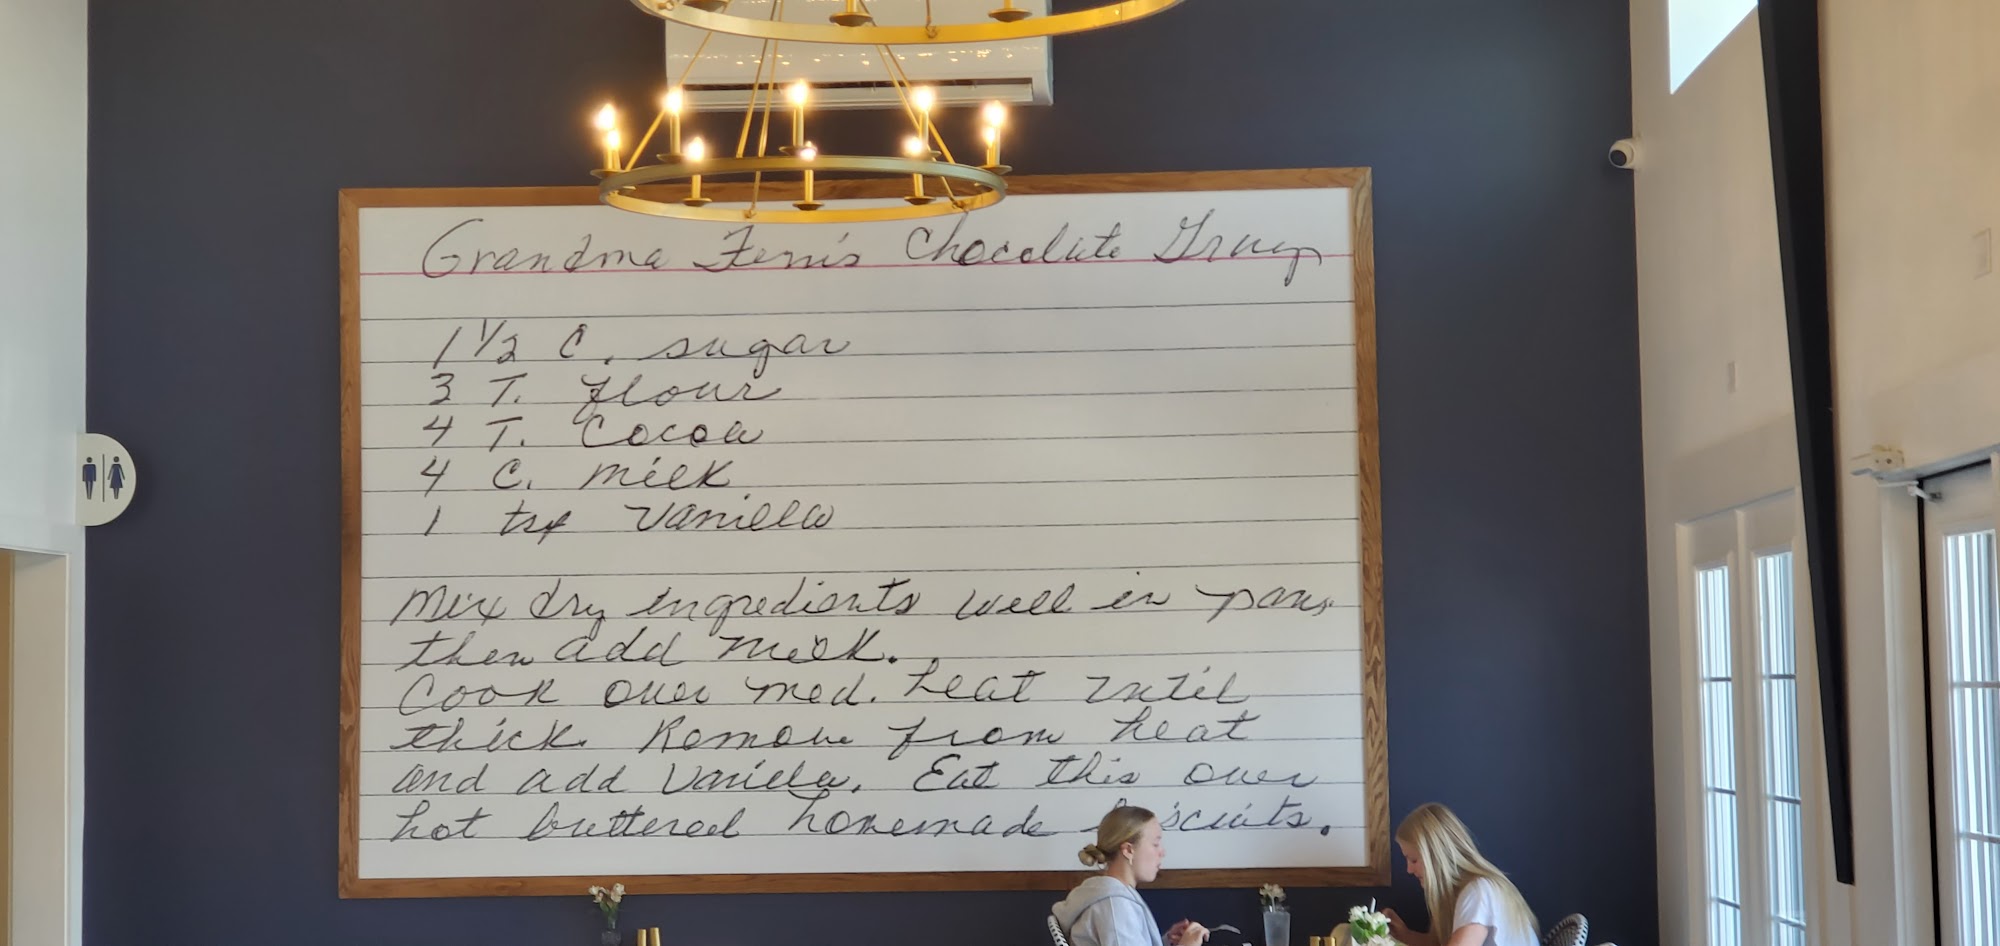 Grandma Fern's Chocolate Gravy
1 1/2 C. sugar
3 T. flour
4 T. Cocoa
4 C. milk
1 tsp Vanilla
Mix dry ingredients well in pan,
then add milk.
Cook over med. heat until
thick. Remove from heat
and add Vanilla. Eat this over
hot buttered homemade biscuits.